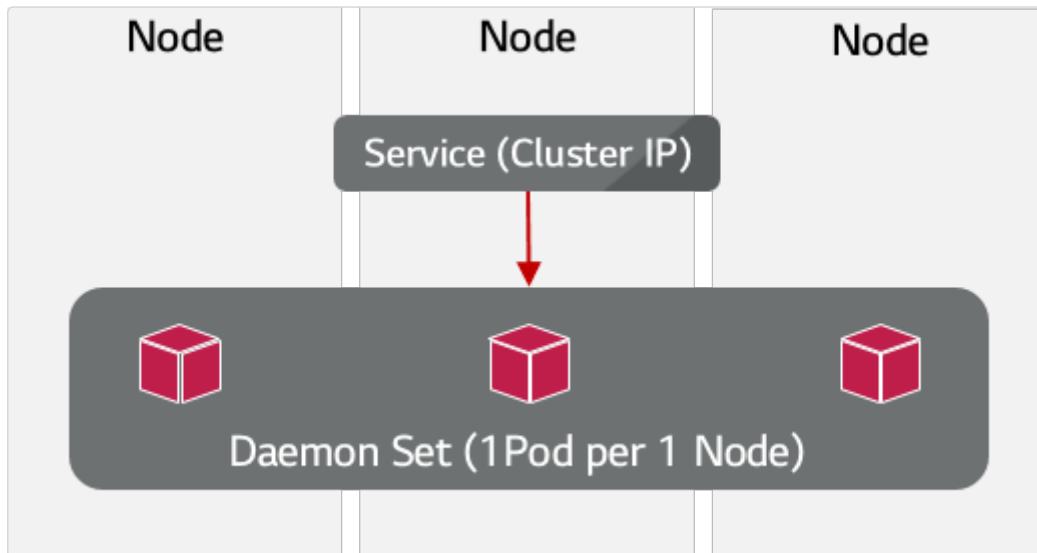 Node
Node
Node
Service (Cluster IP)
Daemon Set (1Pod per 1 Node)